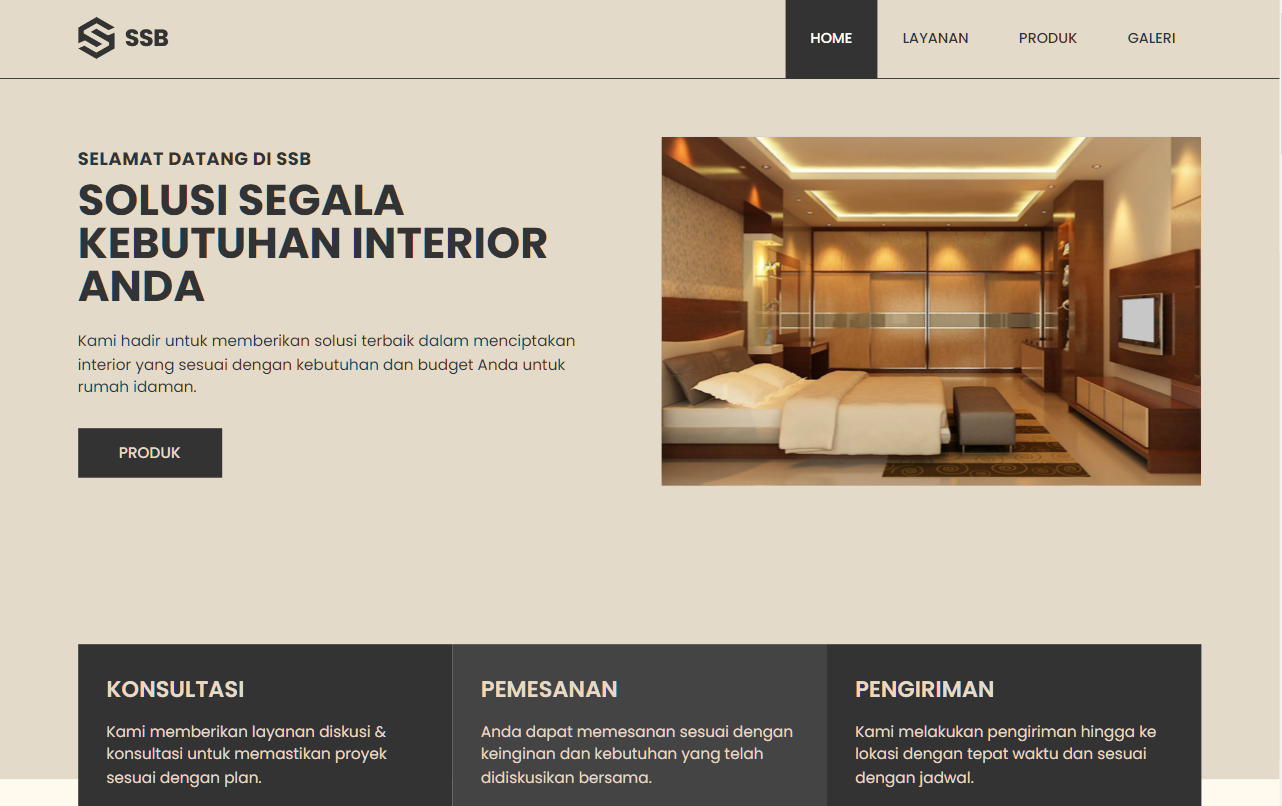 SSB
HOME
LAYANAN
PRODUK
GALERI
SELAMAT DATANG DI SSB
SOLUSI SEGALA
KEBUTUHAN INTERIOR
ANDA
Kami hadir untuk memberikan solusi terbaik dalam menciptakan
interior yang sesuai dengan kebutuhan dan budget Anda untuk
rumah idaman.
PRODUK
KONSULTASI
Kami memberikan layanan diskusi &
konsultasi untuk memastikan proyek
sesuai dengan plan.
PEMESANAN
Anda dapat memesanan sesuai dengan
keinginan dan kebutuhan yang telah
didiskusikan bersama.
PENGIRIMAN
Kami melakukan pengiriman hingga ke
lokasi dengan tepat waktu dan sesuai
dengan jadwal.